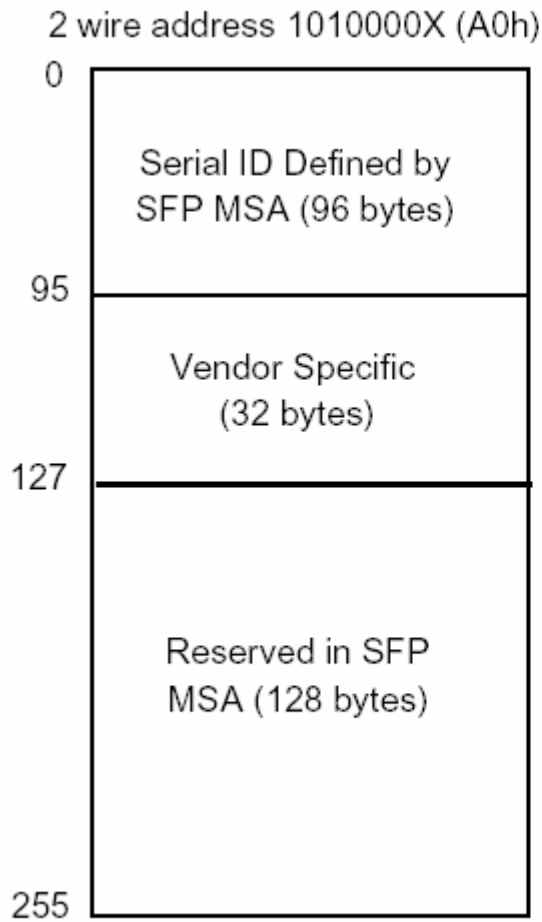 2 wire address 1010000X (A0h)
0
Serial ID Defined by
SFP MSA (96 bytes)
95
Vendor Specific
(32 bytes)
127
Reserved in SFP
MSA (128 bytes)
255